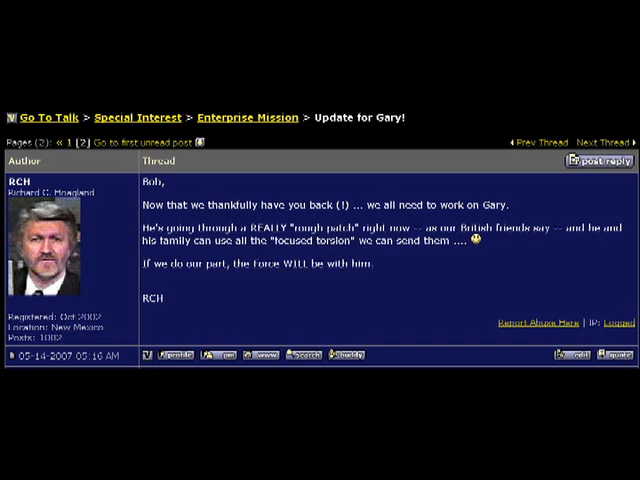 Go To Talk > Special Interest > Enterprise Mission > Update for Gary!
Pages (2): « 1 [2] Go to first unread post
Prev Thread Next Thread
Author Thread post reply
RCH
Richard C. Hoagland
Bob,
Now that we thankfully have you back (!) ... we all need to work on Gary.
He's going through a REALLY "rough patch" right now -- as our British friends say -- and he and
his family can use all the "focused torsion" we can send them ....
If we do our part, the Force WILL be with him.
RCH
Registered: Oct 2002
Location: New Mexico
Posts: 1002
Report Abuse Here | IP: Logged
05-14-2007 05:16 AM profile pm www search buddy edit quote